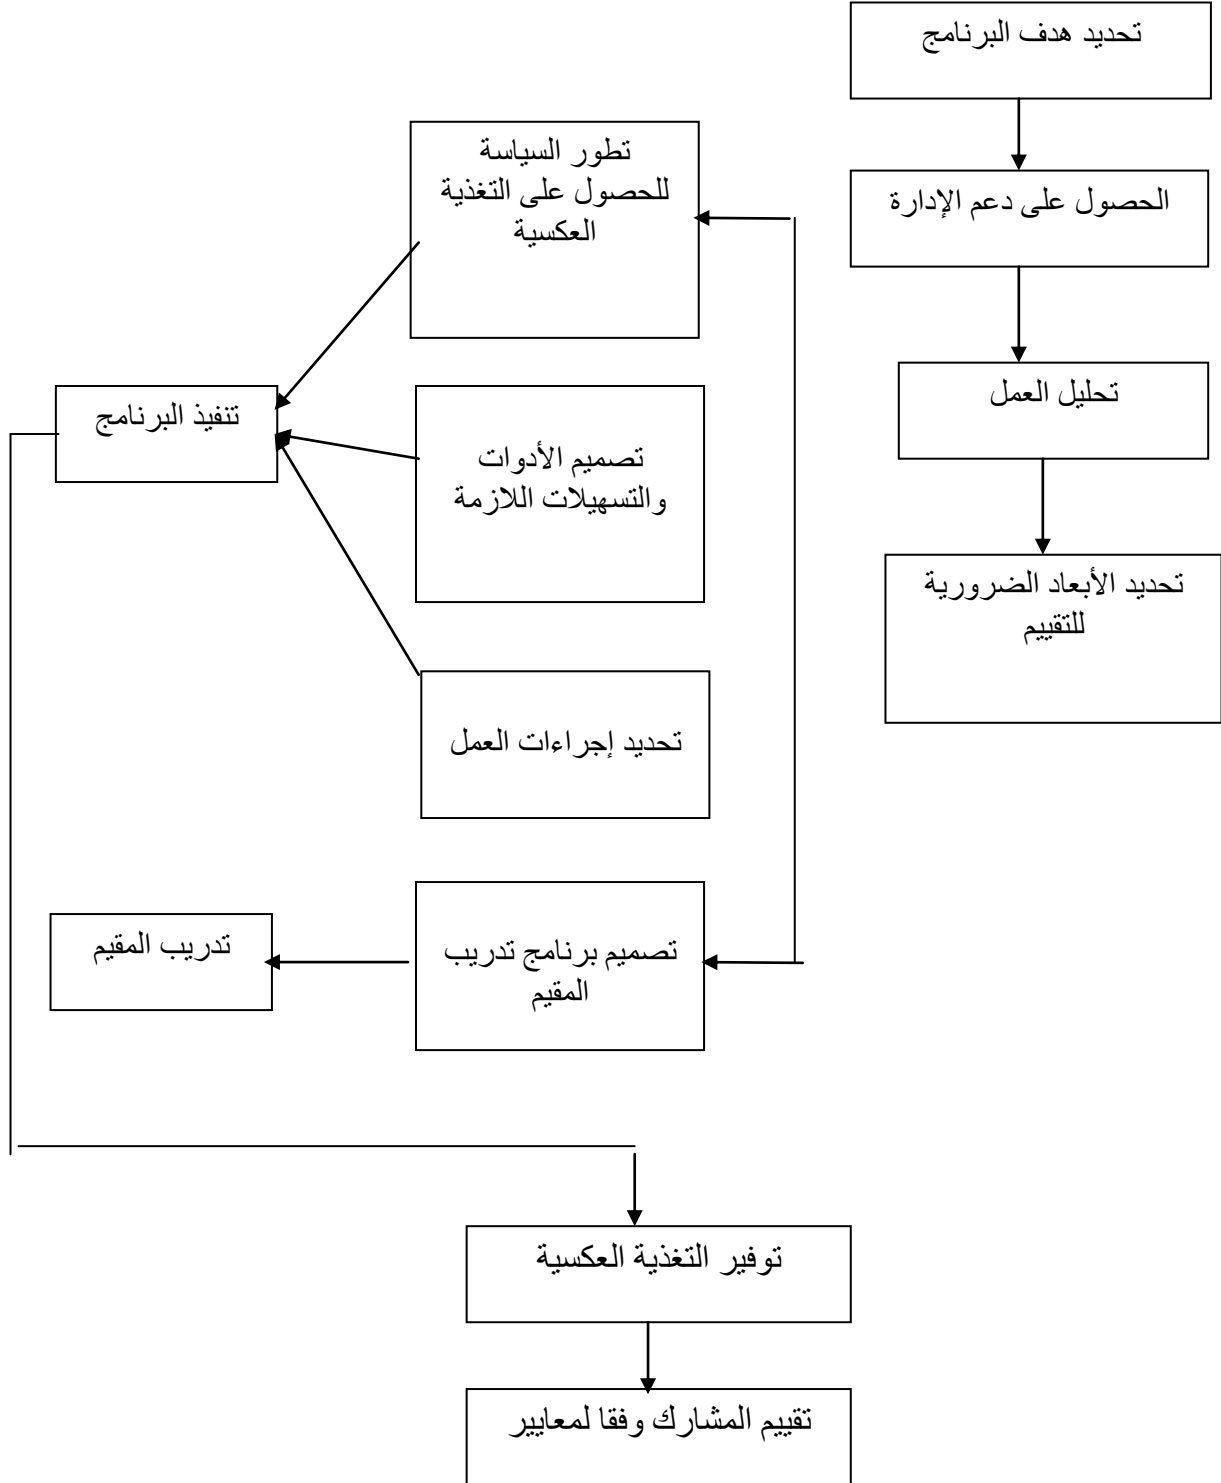 تحديد هدف البرنامج
الحصول على دعم الإدارة
تحليل العمل
تحديد الأبعاد الضرورية
للتقييم
تطور السياسة
للحصول على التغذية
العكسية
تصميم الأدوات
والتسهيلات اللازمة
تحديد إجراءات العمل
تصميم برنامج تدريب
المقيم
تنفيذ البرنامج
تدريب المقيم
توفير التغذية العكسية
تقييم المشارك وفقا لمعايير